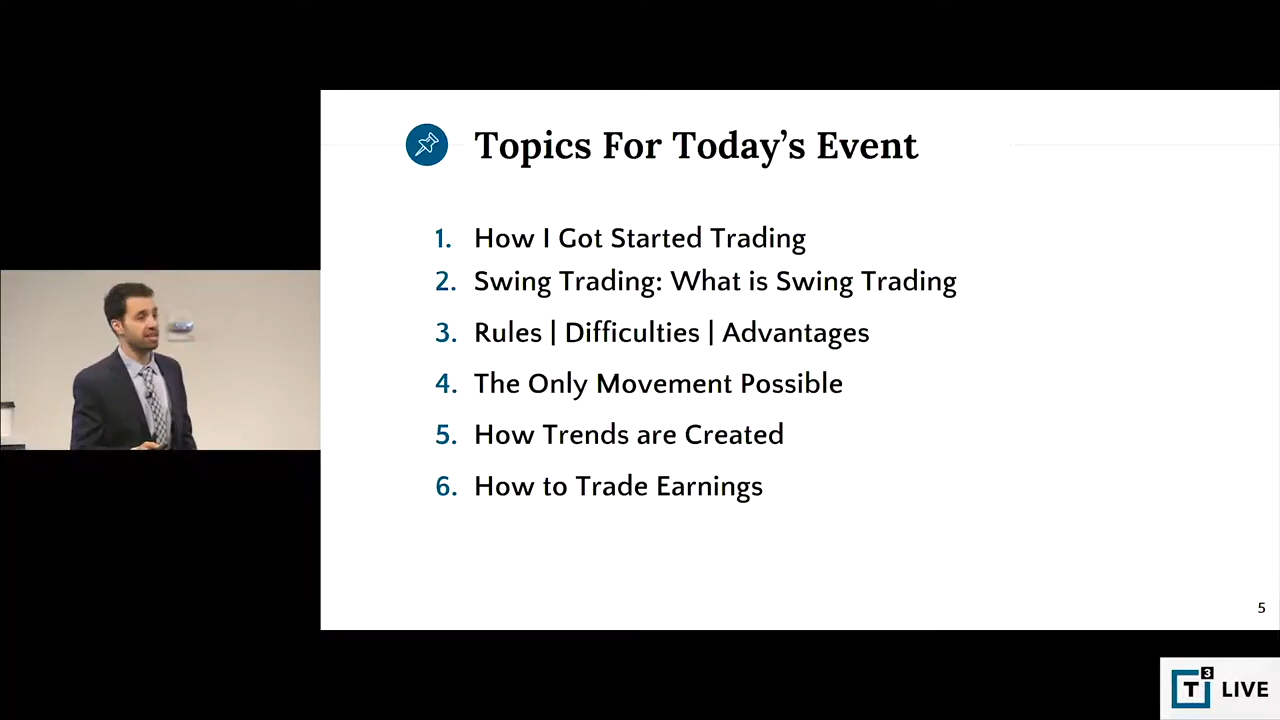 Topics For Today's Event
1. How I Got Started Trading
2. Swing Trading: What is Swing Trading
3. Rules | Difficulties | Advantages
4. The Only Movement Possible
5. How Trends are Created
6. How to Trade Earnings
5
T3 LIVE